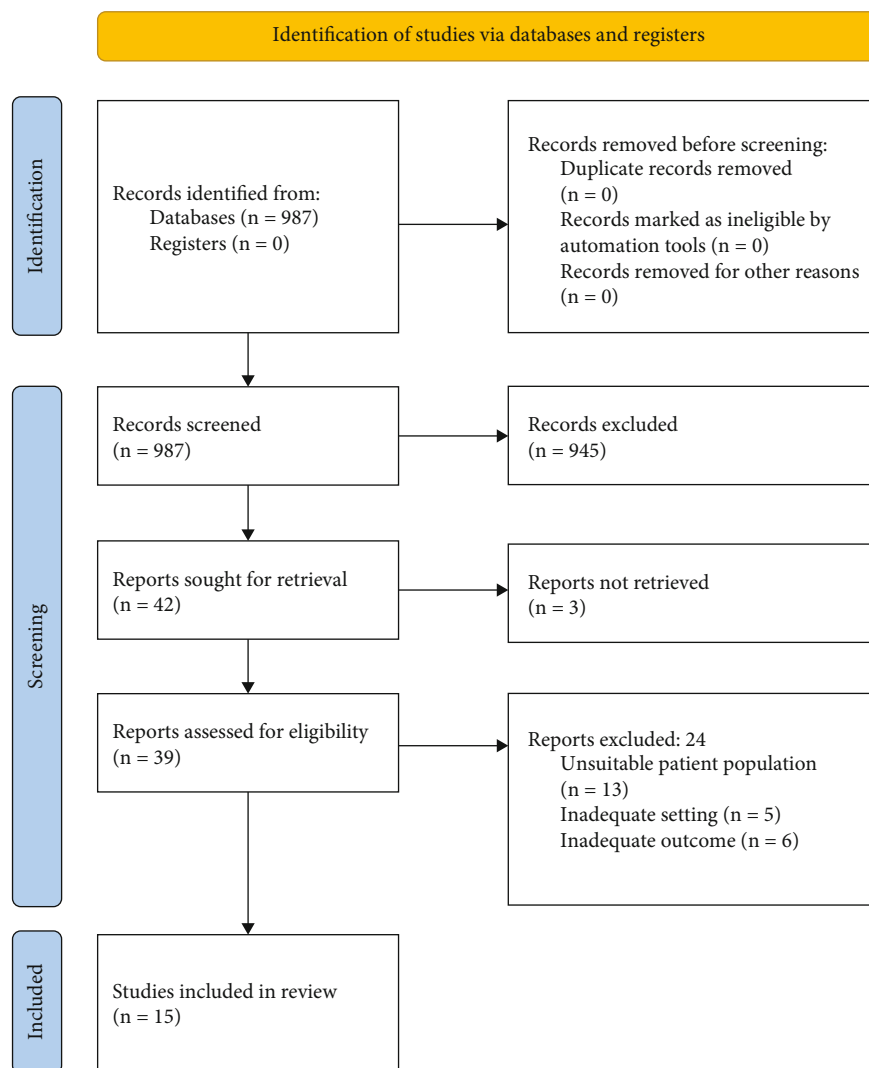 Identification of studies via databases and registers
Identification
Records identified from:
Databases (n = 987)
Registers (n = 0)
Records removed before screening:
Duplicate records removed
(n = 0)
Records marked as ineligible by
automation tools (n = 0)
Records removed for other reasons
(n = 0)
Screening
Records screened
(n = 987)
Records excluded
(n = 945)
Reports sought for retrieval
(n = 42)
Reports not retrieved
(n = 3)
Reports assessed for eligibility
(n = 39)
Reports excluded: 24
Unsuitable patient population
(n = 13)
Inadequate setting (n = 5)
Inadequate outcome (n = 6)
Included
Studies included in review
(n = 15)